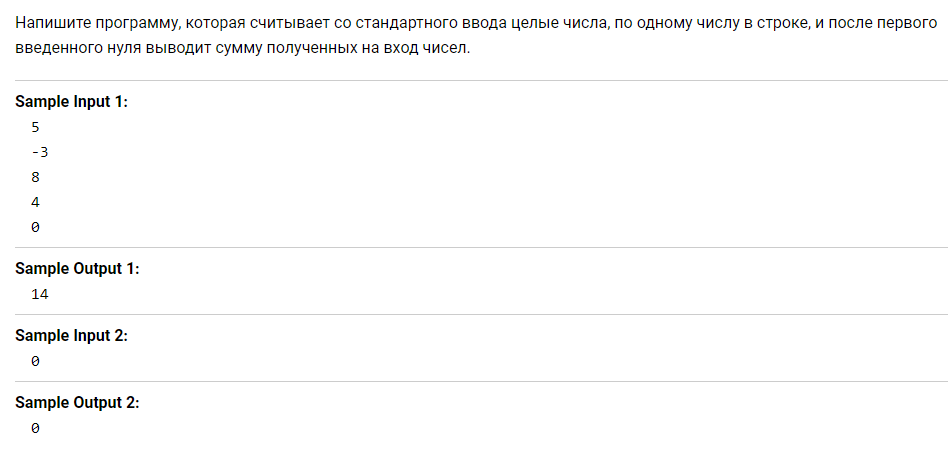 Напишите программу, которая считывает со стандартного ввода целые числа, по одному числу в строке, и после первого
введенного нуля выводит сумму полученных на вход чисел.
Sample Input 1:
5
-3
8
4
0
Sample Output 1:
14
Sample Input 2:
0
Sample Output 2:
0